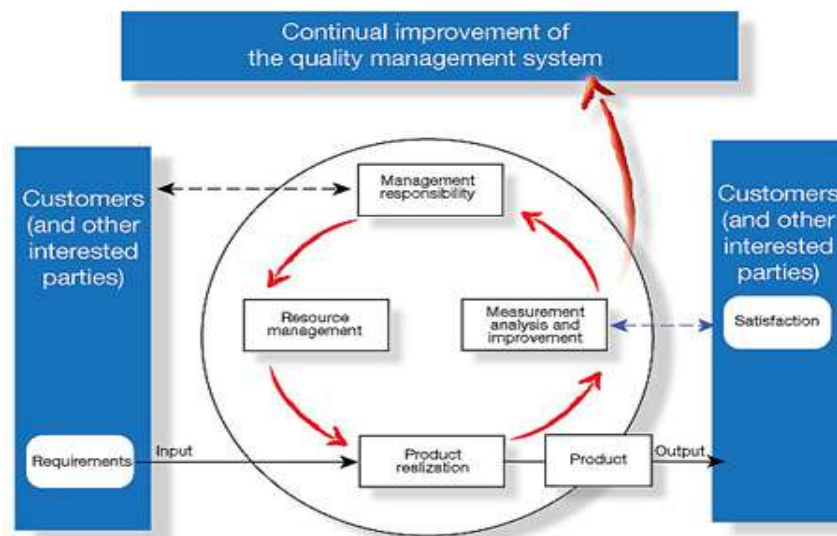 Continual improvement of
the quality management system
Customers
(and other
interested
parties)
Management
responsibility
Customers
(and other
interested
parties)
Resource
management
Measurement
analysis and
improvement
Satisfaction
Requirements
Input
Product
realization
Product
Output